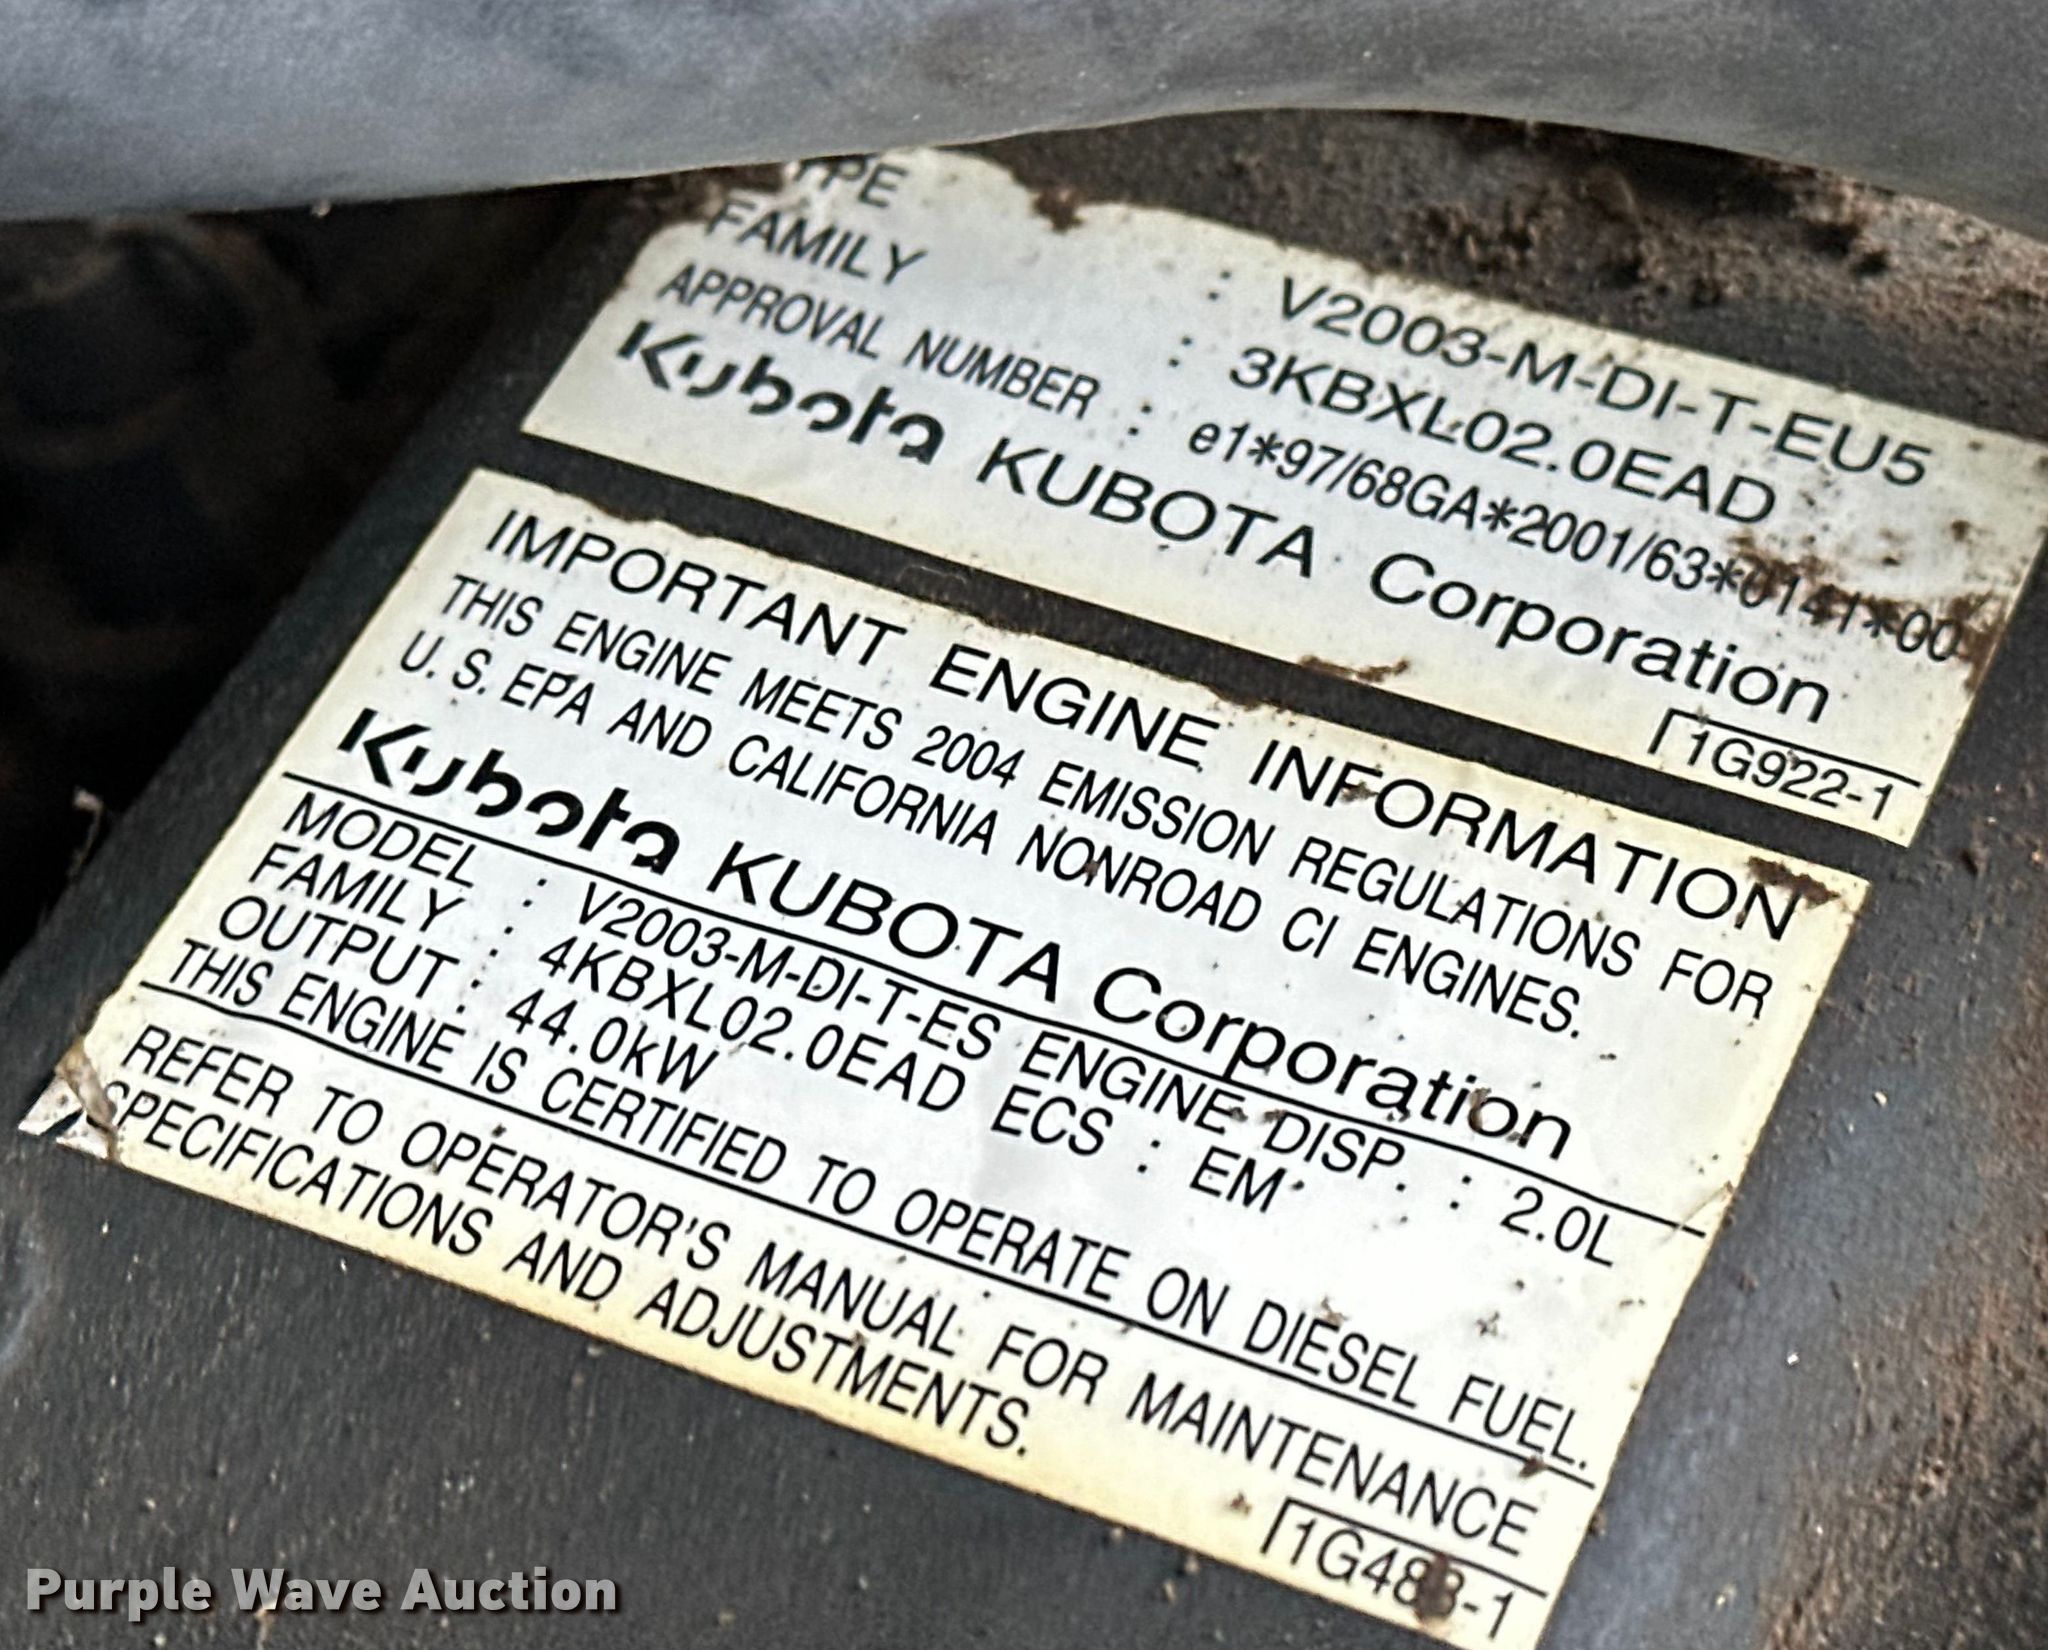 TYPE : V2003-M-DI-T-EU5
FAMILY : 3KBXL02.0EAD
APPROVAL NUMBER : e1*97/68GA*2001/63*0141*00
Kubota KUBOTA Corporation
1G922-1
IMPORTANT ENGINE INFORMATION
THIS ENGINE MEETS 2004 EMISSION REGULATIONS FOR
U. S. EPA AND CALIFORNIA NONROAD CI ENGINES.
Kubota KUBOTA Corporation
MODEL : V2003-M-DI-T-ES ENGINE DISP. : 2.0L
FAMILY : 4KBXL02.0EAD ECS : EM
OUTPUT : 44.0kW
THIS ENGINE IS CERTIFIED TO OPERATE ON DIESEL FUEL.
REFER TO OPERATOR'S MANUAL FOR MAINTENANCE
SPECIFICATIONS AND ADJUSTMENTS.
Purple Wave Auction